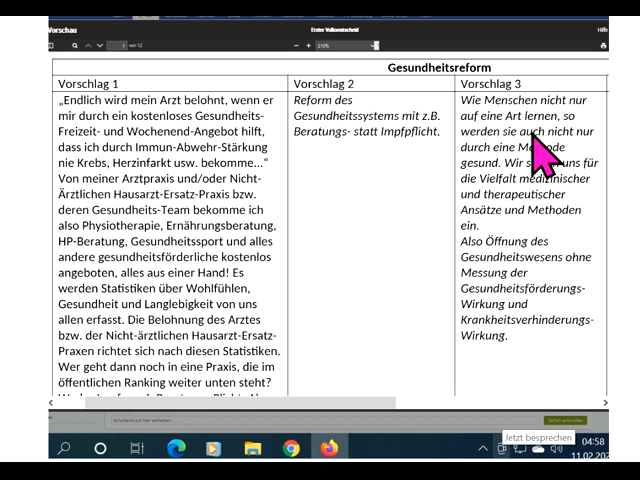 Vorschau
Erster Volksentscheid
Hilfe
1 von 12
210%
Gesundheitsreform
Vorschlag 1
„Endlich wird mein Arzt belohnt, wenn er
mir durch ein kostenloses Gesundheits-
Freizeit- und Wochenend-Angebot hilft,
dass ich durch Immun-Abwehr-Stärkung
nie Krebs, Herzinfarkt usw. bekomme...“
Von meiner Arztpraxis und/oder Nicht-
Ärztlichen Hausarzt-Ersatz-Praxis bzw.
deren Gesundheits-Team bekomme ich
also Physiotherapie, Ernährungsberatung,
HP-Beratung, Gesundheitssport und alles
andere gesundheitsförderliche kostenlos
angeboten, alles aus einer Hand! Es
werden Statistiken über Wohlfühlen,
Gesundheit und Langlebigkeit von uns
allen erfasst. Die Belohnung des Arztes
bzw. der Nicht-ärztlichen Hausarzt-Ersatz-
Praxen richtet sich nach diesen Statistiken.
Wer geht dann noch in eine Praxis, die im
öffentlichen Ranking weiter unten steht?
Vorschlag 2
Reform des
Gesundheitssystems mit z.B.
Beratungs- statt Impfpflicht.
Vorschlag 3
Wie Menschen nicht nur
auf eine Art lernen, so
werden sie auch nicht nur
durch eine
gesund. Wir uns für
die Vielfalt medizinischer
und therapeutischer
Ansätze und Methoden
ein.
Also Öffnung des
Gesundheitswesens ohne
Messung der
Gesundheitsförderungs-
Wirkung und
Krankheitsverhinderungs-
Wirkung.
Jetzt besprechen
04:58
11.02.20